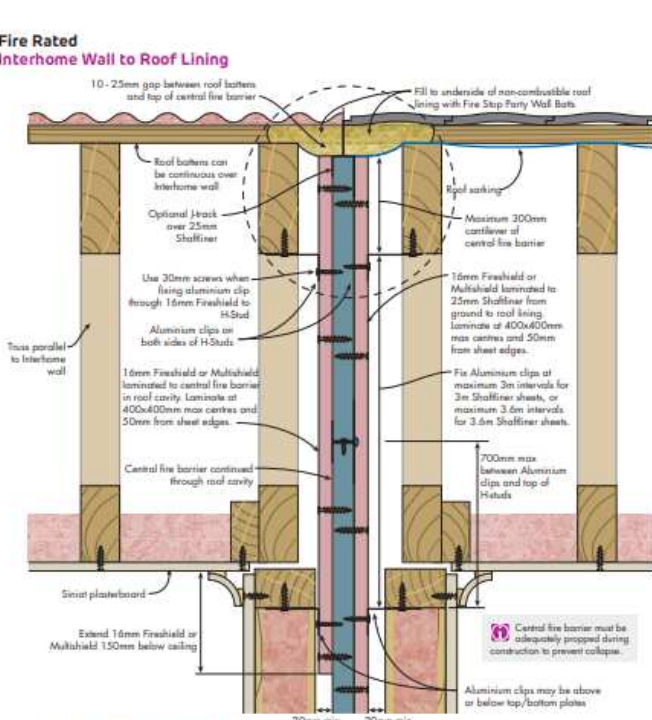 Fire Rated
Interhome Wall to Roof Lining
10 - 25mm gap between roof battens
and top of central fire barrier
Fill to underside of non-combustible roof
lining with Fire Stop Party Wall Batts
Roof battens can
be continuous over
Interhome wall
Roof sarking
Optional J-track
over 25mm
Shaftliner
Maximum 300mm
cantilever of
central fire barrier
Use 30mm screws when
fixing aluminium clip
through 16mm Fireshield to
H-Stud
16mm Fireshield or
Multishield laminated to
25mm Shaftliner from
ground to roof lining.
Laminate at 400x400mm
max centres and 50mm
from sheet edges.
Aluminium clips on
both sides of H-Studs
Truss parallel
to Interhome
wall
16mm Fireshield or Multishield
laminated to central fire barrier
in roof cavity. Laminate at
400x400mm max centres and
50mm from sheet edges.
Fix Aluminium clips at
maximum 3m intervals for
3m Shaftliner sheets, or
maximum 3.6m intervals
for 3.6m Shaftliner sheets.
700mm max
between Aluminium
clips and top of
H-studs
Central fire barrier continued
through roof cavity
Siniat plasterboard
Extend 16mm Fireshield or
Multishield 150mm below ceiling
Central fire barrier must be
adequately propped during
construction to prevent collapse.
Aluminium clips may be above
or below top/bottom plates